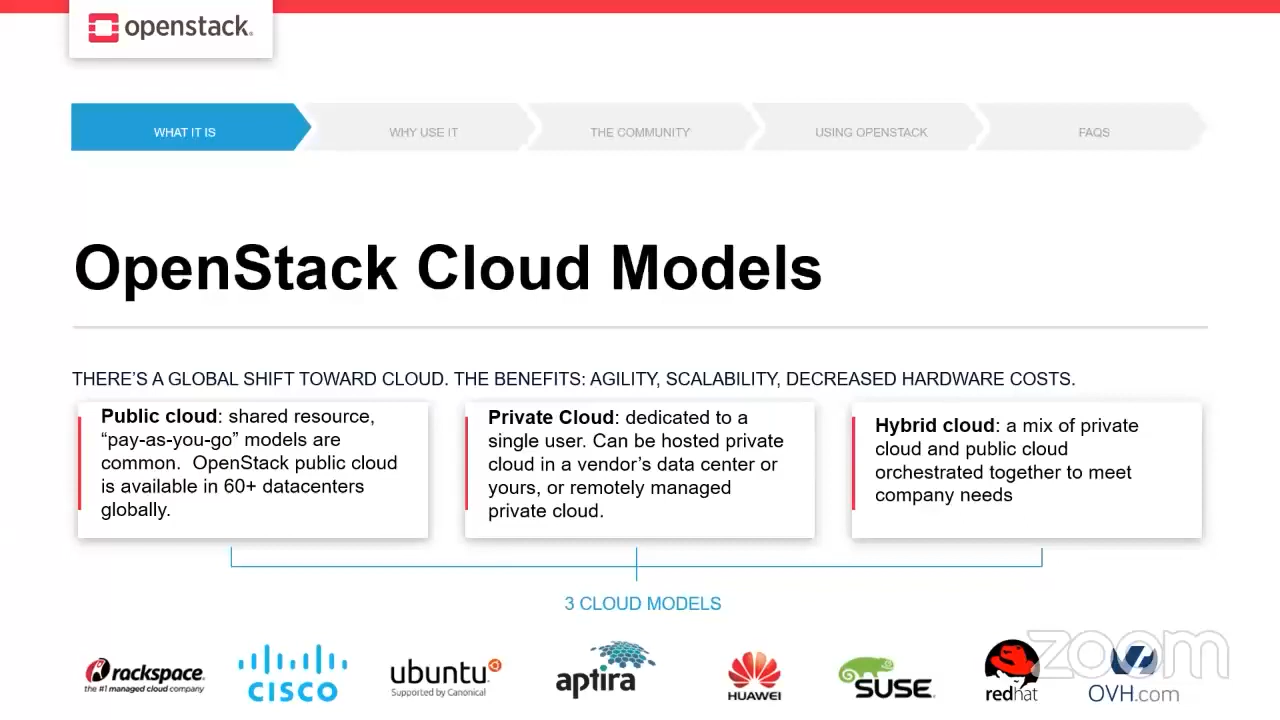 openstack.
WHAT IT IS
WHY USE IT
THE COMMUNITY
USING OPENSTACK
FAQS
OpenStack Cloud Models
THERE’S A GLOBAL SHIFT TOWARD CLOUD. THE BENEFITS: AGILITY, SCALABILITY, DECREASED HARDWARE COSTS.
Public cloud: shared resource,
“pay-as-you-go” models are
common.  OpenStack public cloud
is available in 60+ datacenters
globally.
Private Cloud: dedicated to a
single user. Can be hosted private
cloud in a vendor’s data center or
yours, or remotely managed
private cloud.
Hybrid cloud: a mix of private
cloud and public cloud
orchestrated together to meet
company needs
3 CLOUD MODELS
rackspace.
the #1 managed cloud company
CISCO
ubuntu
Supported by Canonical
aptira
HUAWEI
SUSE
redhat
OVH.com
zoom